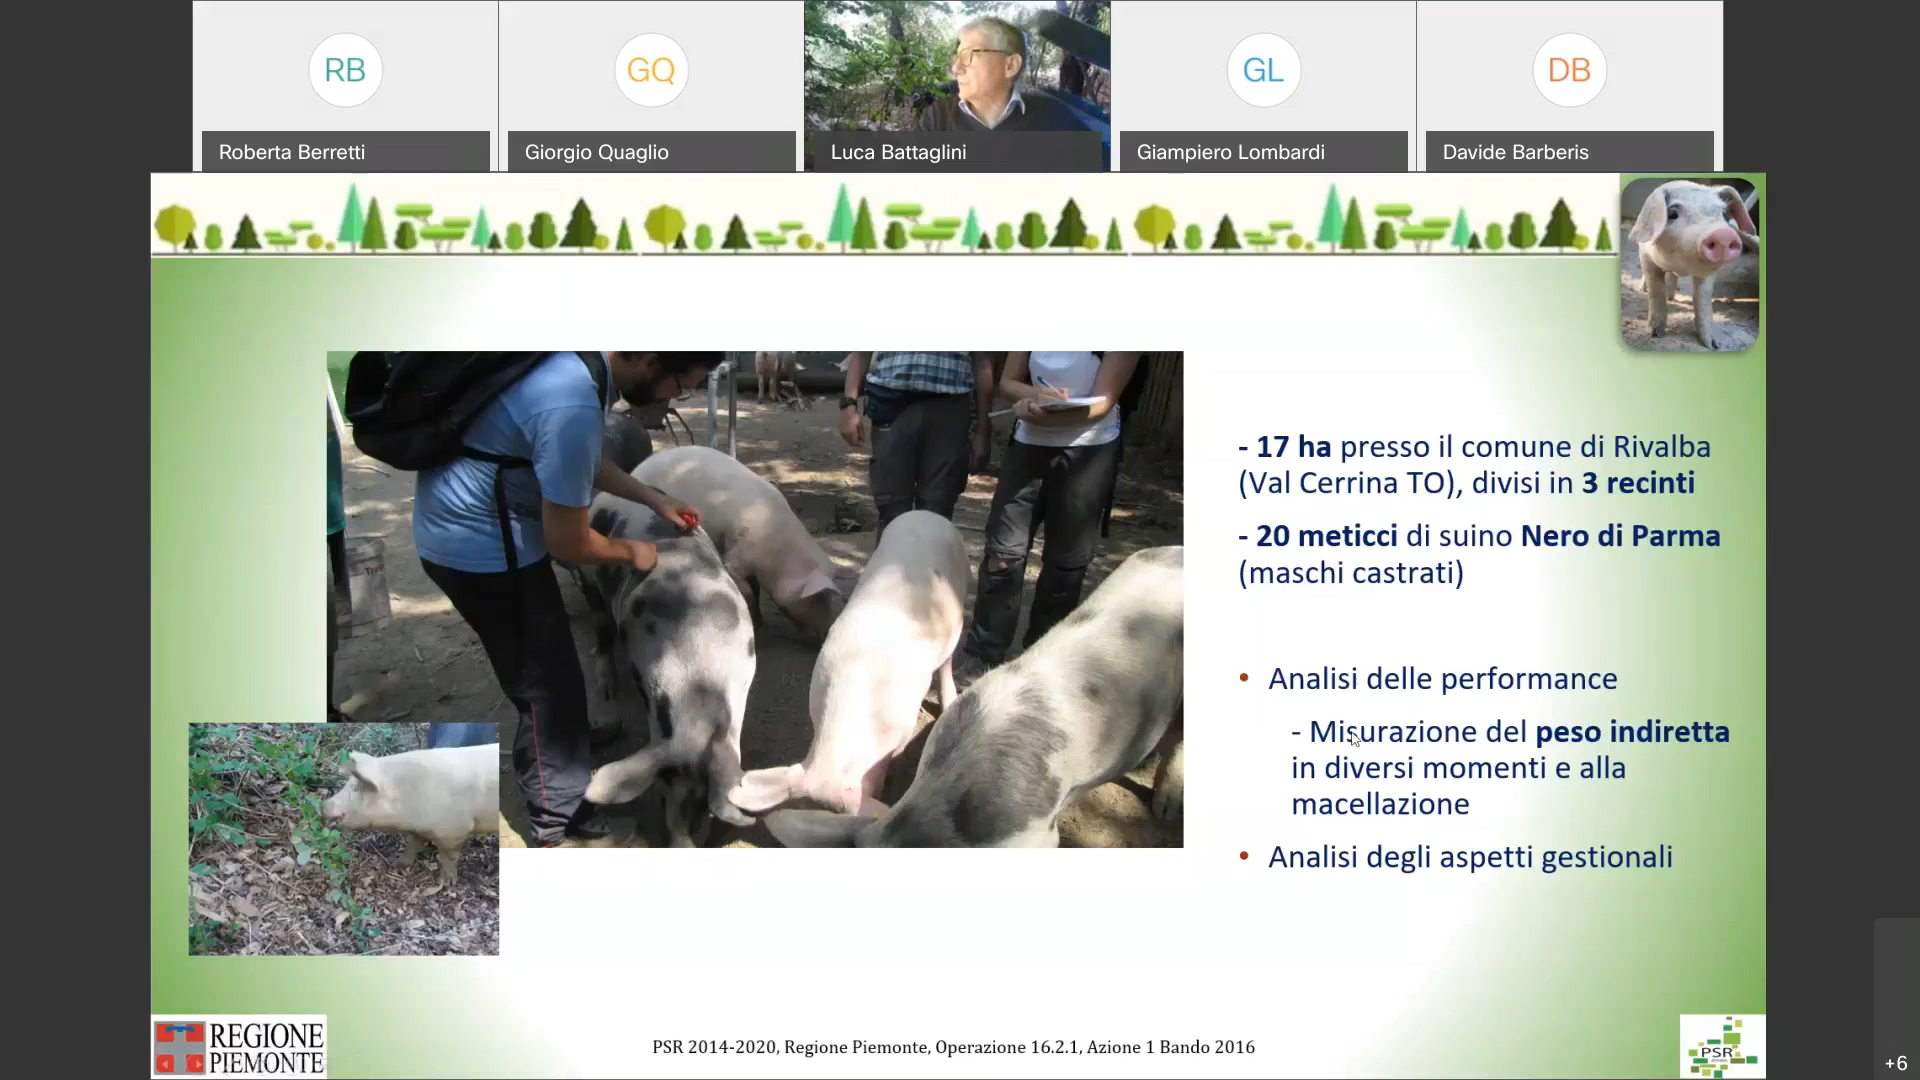 RB
GQ
GL
DB
Roberta Berretti
Giorgio Quaglio
Luca Battaglini
Giampiero Lombardi
Davide Barberis
- 17 ha presso il comune di Rivalba
(Val Cerrina TO), divisi in 3 recinti
- 20 meticci di suino Nero di Parma
(maschi castrati)
• Analisi delle performance
- Misurazione del peso indiretta
in diversi momenti e alla
macellazione
• Analisi degli aspetti gestionali
REGIONE
PIEMONTE
PSR 2014-2020, Regione Piemonte, Operazione 16.2.1, Azione 1 Bando 2016
PSR
+6